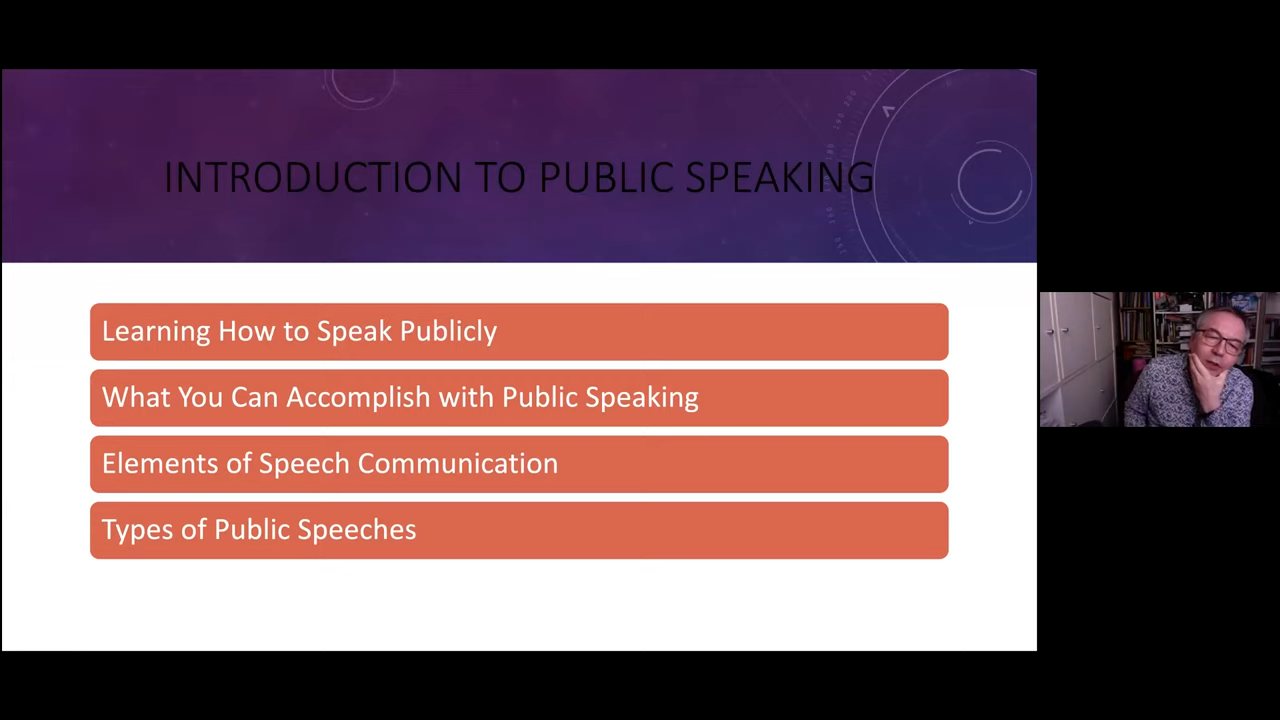 INTRODUCTION TO PUBLIC SPEAKING
Learning How to Speak Publicly
What You Can Accomplish with Public Speaking
Elements of Speech Communication
Types of Public Speeches